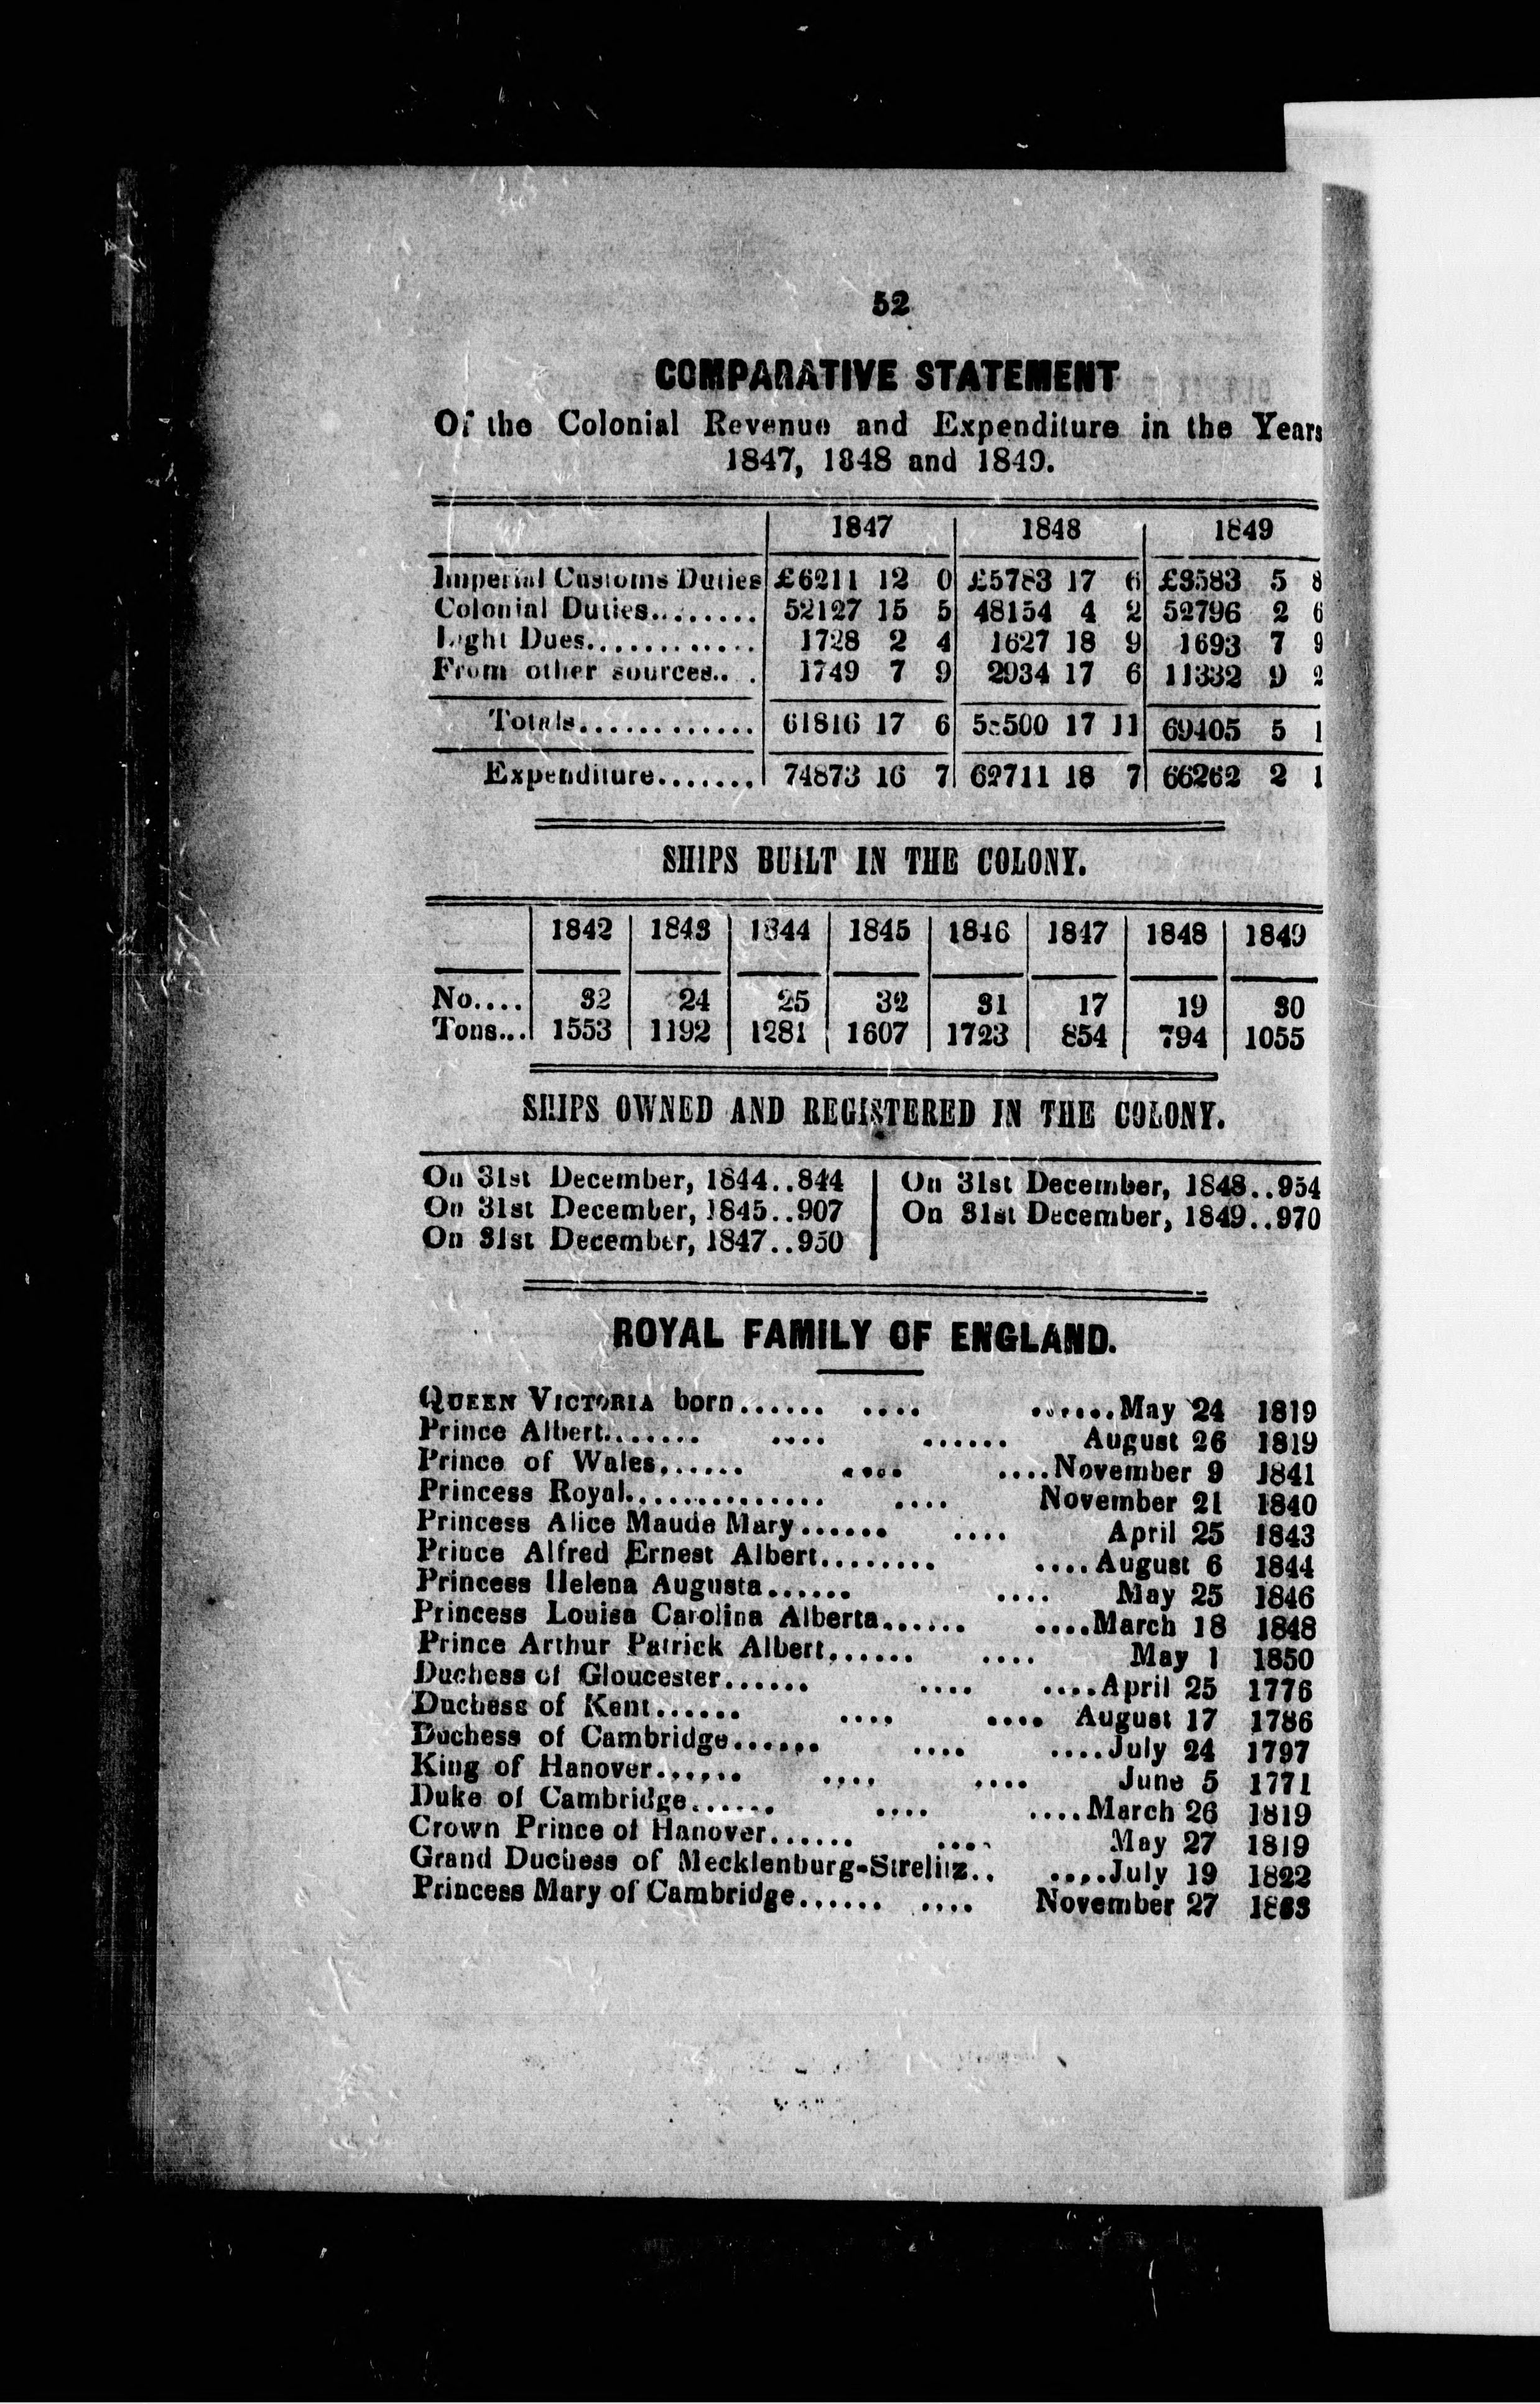 52
COMPARATIVE STATEMENT
Of the Colonial Revenue and Expenditure in the Years
1847, 1848 and 1849.
1847 1848 1849
Imperial Customs Duties £6211 12 0 £5783 17 6 £3583 5 8
Colonial Duties........ 52127 15 5 48154 4 2 52796 2 6
Light Dues............ 1728 2 4 1627 18 9 1693 7 9
From other sources.. . 1749 7 9 2934 17 6 11332 9 2
Totals............ 61816 17 6 58500 17 11 69405 5 1
Expenditure....... 74873 16 7 62711 18 7 66262 2 1
SHIPS BUILT IN THE COLONY.
1842 1843 1844 1845 1846 1847 1848 1849
No.... 32 24 25 32 31 17 19 30
Tons... 1553 1192 1281 1607 1723 854 794 1055
SHIPS OWNED AND REGISTERED IN THE COLONY.
On 31st December, 1844..844
On 31st December, 1845..907
On 31st December, 1847..950
On 31st December, 1848..954
On 31st December, 1849..970
ROYAL FAMILY OF ENGLAND.
QUEEN VICTORIA born...... .... ......May 24 1819
Prince Albert....... .... ...... August 26 1819
Prince of Wales...... .... ....November 9 1841
Princess Royal............... .... November 21 1840
Princess Alice Maude Mary...... .... April 25 1843
Prince Alfred Ernest Albert........ ....August 6 1844
Princess Helena Augusta...... .... May 25 1846
Princess Louisa Carolina Alberta...... ....March 18 1848
Prince Arthur Patrick Albert...... .... May 1 1850
Duchess of Gloucester...... .... ....April 25 1776
Duchess of Kent...... .... .... August 17 1786
Duchess of Cambridge...... .... ....July 24 1797
King of Hanover...... .... .... June 5 1771
Duke of Cambridge...... .... ....March 26 1819
Crown Prince of Hanover...... .... May 27 1819
Grand Duchess of Mecklenburg-Strelitz.. ....July 19 1822
Princess Mary of Cambridge...... .... November 27